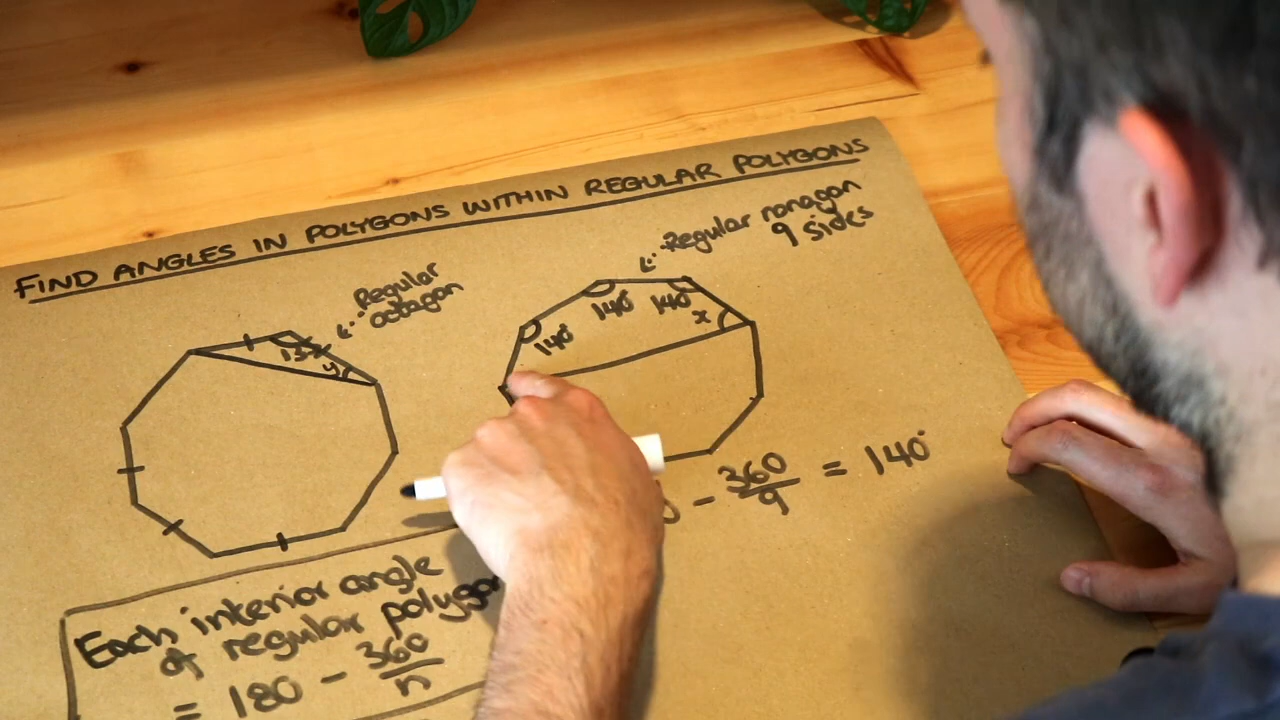 FIND ANGLES IN POLYGONS WITHIN REGULAR POLYGONS
Regular
octagon
y
Regular nonagon
9 sides
140°
140°
140°
x
- 360/9 = 140°
Each interior angle
of regular polygon
= 180 - 360/n